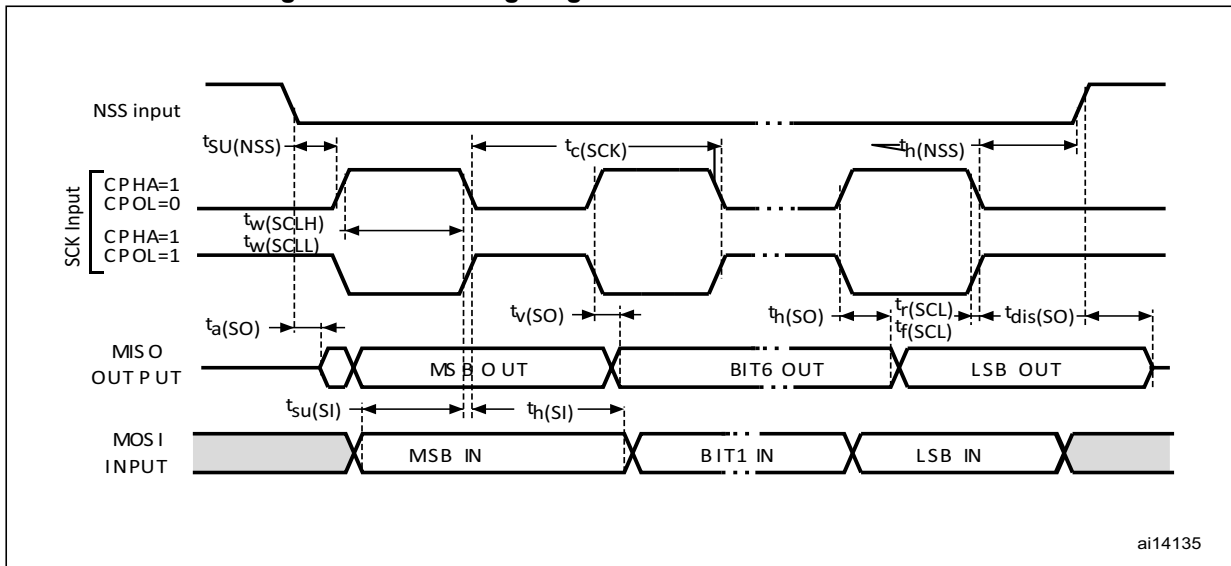 NSS input
tSU(NSS)
tc(SCK)
th(NSS)
SCK Input
CPHA=1
CPOL=0
tw(SCLH)
CPHA=1
tw(SCLL)
CPOL=1
ta(SO)
tv(SO)
th(SO)
tr(SCL)
tf(SCL)
tdis(SO)
MISO
OUTPUT
MSB OUT
BIT6 OUT
LSB OUT
tsu(SI)
th(SI)
MOSI
INPUT
MSB IN
BIT1 IN
LSB IN
ai14135